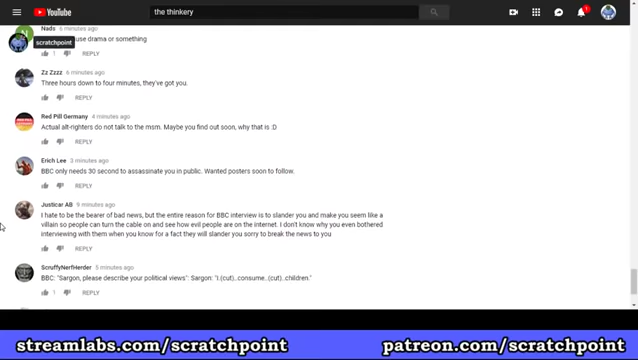 YouTube
the thinkery
1
Nado 6 minutes ago
scratchpoint
use drama or something
1 REPLY
Zz Zzzz 6 minutes ago
Three hours down to four minutes, they've got you.
REPLY
Red Pill Germany 4 minutes ago
Actual alt-righters do not talk to the msm. Maybe you find out soon, why that is :D
REPLY
Erich Lee 3 minutes ago
BBC only needs 30 second to assassinate you in public. Wanted posters soon to follow.
REPLY
Justicar AB 9 minutes ago
I hate to be the bearer of bad news, but the entire reason for BBC interview is to slander you and make you seem like a
villain so people can turn the cable on and see how evil people are on the internet. I don't know why you even bothered
interviewing with them when you know for a fact they will slander you sorry to break the news to you
REPLY
ScruffyNerfHerder 5 minutes ago
BBC: "Sargon, please describe your political views": Sargon: "I.(cut)..consume..(cut)..children."
1 REPLY
streamlabs.com/scratchpoint patreon.com/scratchpoint